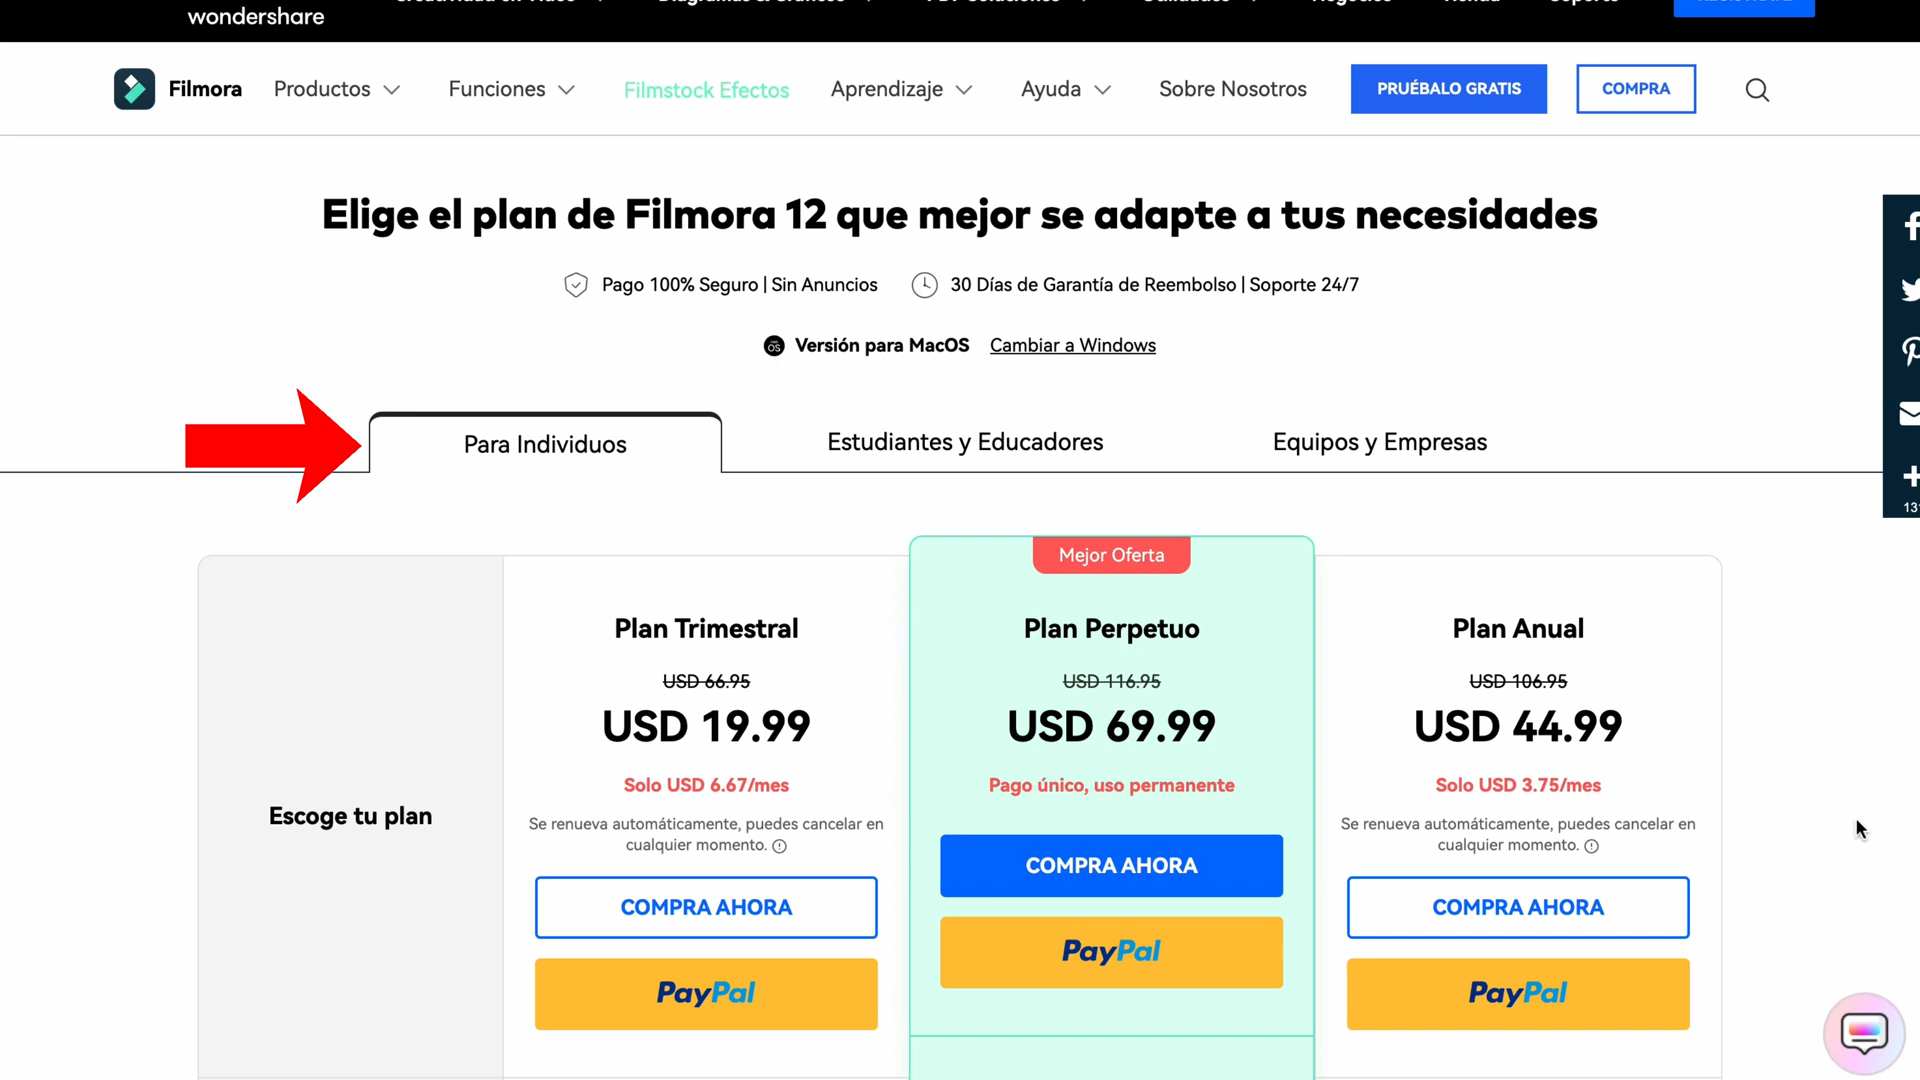 wondershare
Filmora Productos Funciones Filmstock Efectos Aprendizaje Ayuda Sobre Nosotros PRUÉBALO GRATIS COMPRA
Elige el plan de Filmora 12 que mejor se adapte a tus necesidades
Pago 100% Seguro | Sin Anuncios 30 Días de Garantía de Reembolso | Soporte 24/7
Versión para MacOS Cambiar a Windows
Para Individuos Estudiantes y Educadores Equipos y Empresas
Escoge tu plan
Plan Trimestral
USD 66.95
USD 19.99
Solo USD 6.67/mes
Se renueva automáticamente, puedes cancelar en
cualquier momento.
COMPRA AHORA
PayPal
Mejor Oferta
Plan Perpetuo
USD 116.95
USD 69.99
Pago único, uso permanente
COMPRA AHORA
PayPal
Plan Anual
USD 106.95
USD 44.99
Solo USD 3.75/mes
Se renueva automáticamente, puedes cancelar en
cualquier momento.
COMPRA AHORA
PayPal